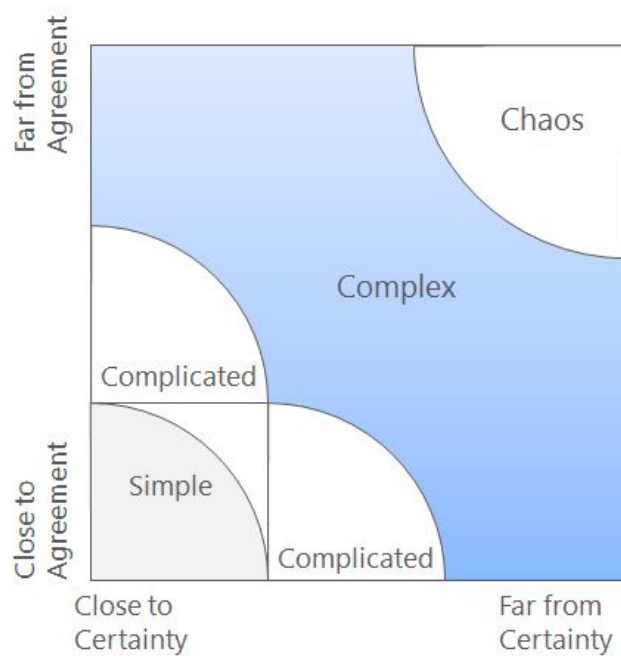 Far from
Agreement
Chaos
Complex
Complicated
Simple
Close to
Agreement
Complicated
Close to
Certainty
Far from
Certainty